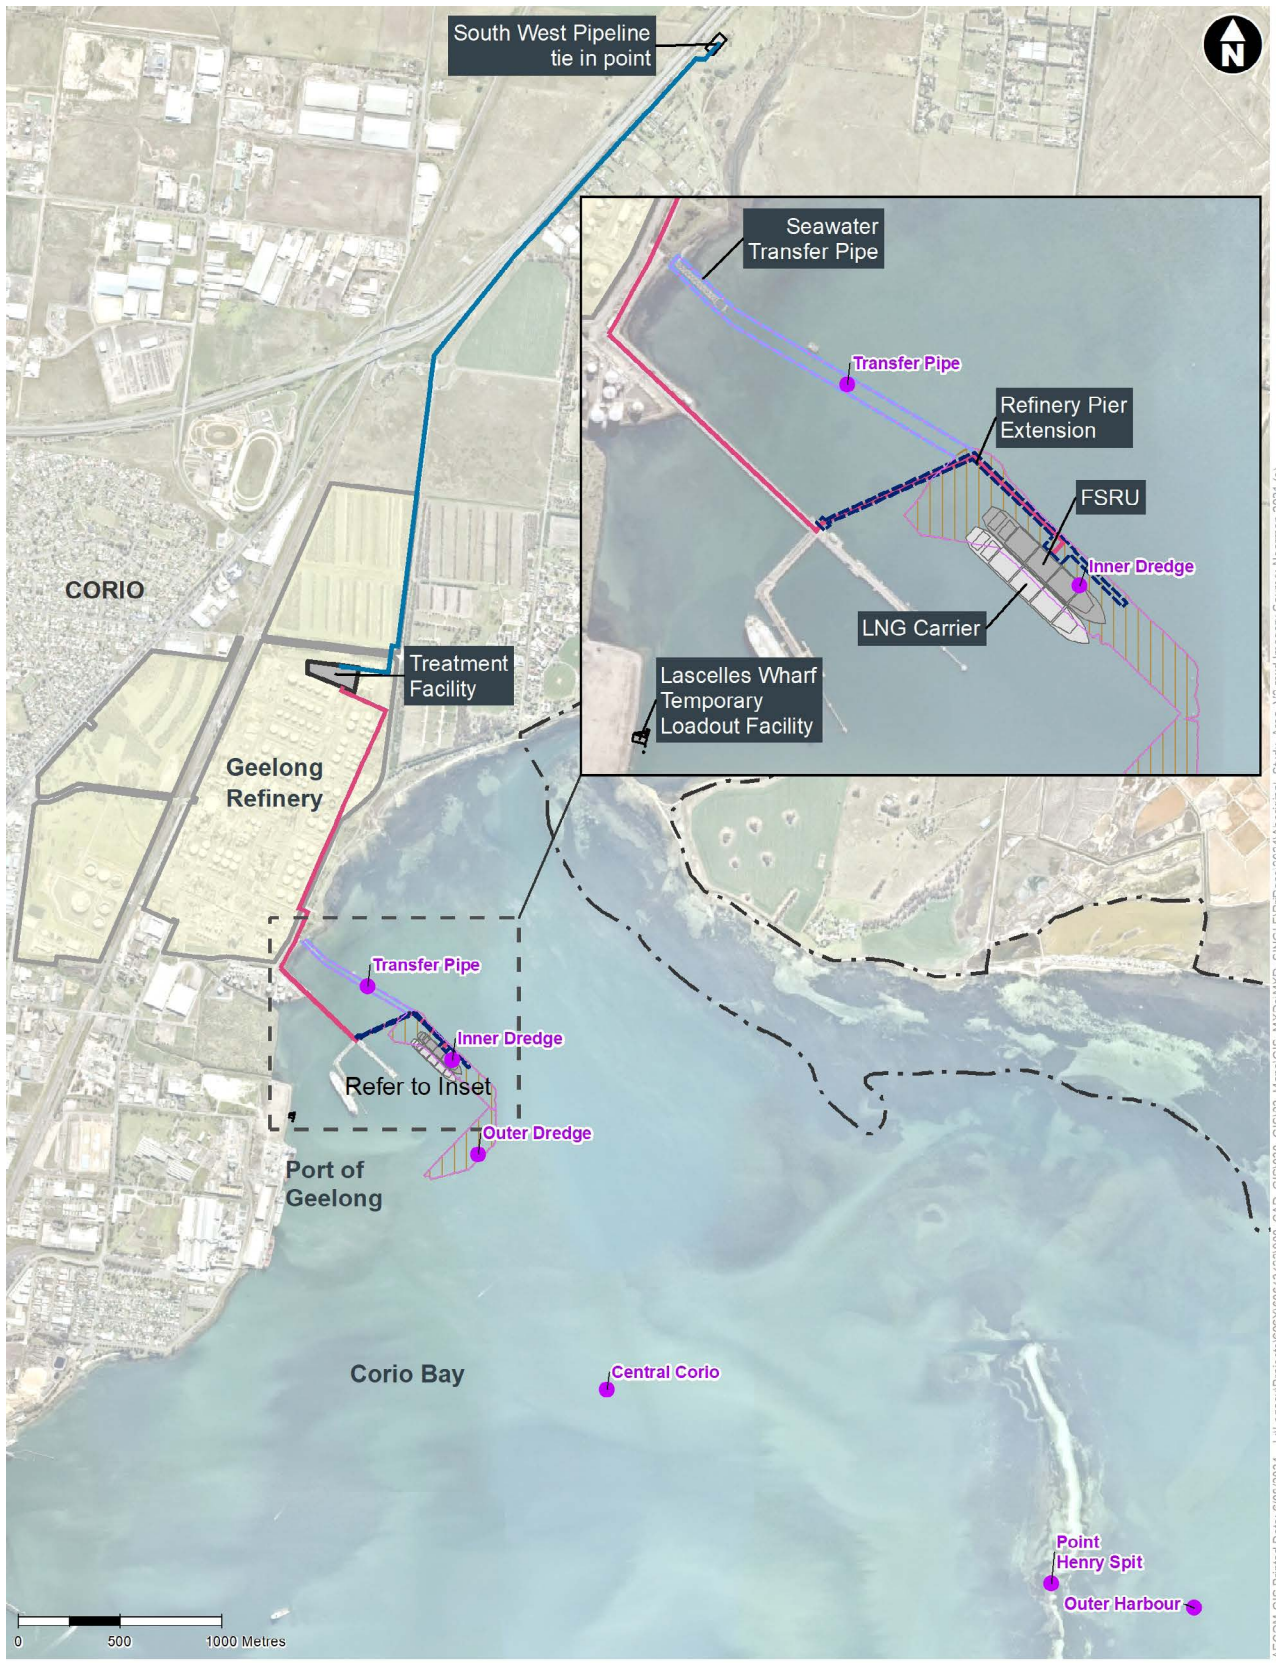 South West Pipeline
tie in point
N
Seawater
Transfer Pipe
Transfer Pipe
Refinery Pier
Extension
FSRU
Inner Dredge
LNG Carrier
Lascelles Wharf
Temporary
Loadout Facility
CORIO
Treatment
Facility
Geelong
Refinery
Transfer Pipe
Inner Dredge
Refer to Inset
Outer Dredge
Port of
Geelong
Corio Bay
Central Corio
Point
Henry Spit
Outer Harbour
0 500 1000 Metres